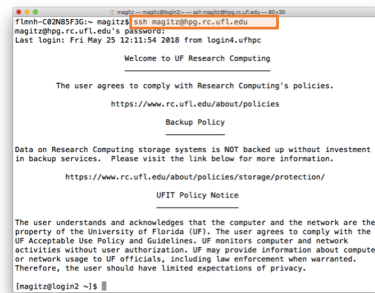 magitz — magitz@login2:~ — ssh magitz@hpg.rc.ufl.edu — 80×30
flmnh-C02N85F3G:~ magitz$ ssh magitz@hpg.rc.ufl.edu
magitz@hpg.rc.ufl.edu's password:
Last login: Fri May 25 12:11:54 2018 from login4.ufhpc
Welcome to UF Research Computing
The user agrees to comply with Research Computing's policies.
https://www.rc.ufl.edu/about/policies
Backup Policy
Data on Research Computing storage systems is NOT backed up without investment
in backup services. Please visit the link below for more information.
https://rc.ufl.edu/about/policies/storage/protection/
UFIT Policy Notice
The user understands and acknowledges that the computer and the network are the
property of the University of Florida (UF). The user agrees to comply with the
UF Acceptable Use Policy and Guidelines. UF monitors computer and network
activities without user authorization. UF may provide information about computer
or network usage to UF officials, including law enforcement when warranted.
Therefore, the user should have limited expectations of privacy.
[magitz@login2 ~]$